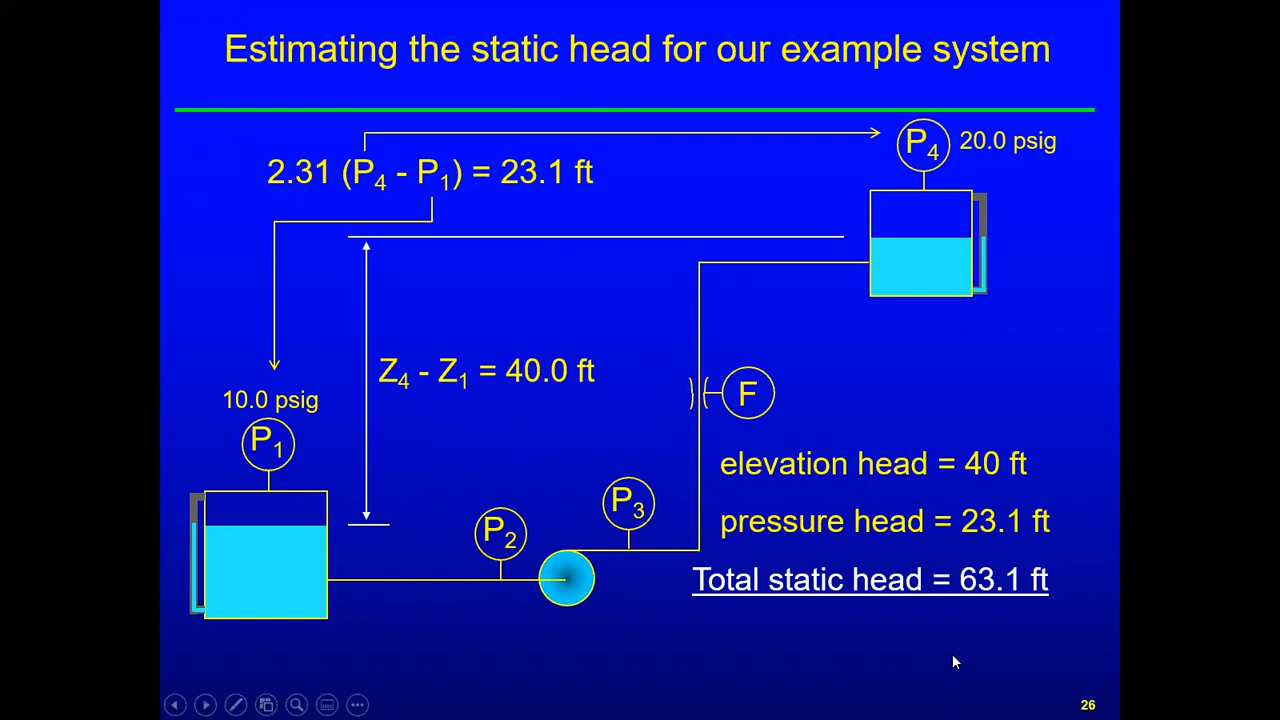 Estimating the static head for our example system
P4 20.0 psig
2.31 (P4 - P1) = 23.1 ft
Z4 - Z1 = 40.0 ft
10.0 psig
F
P1
elevation head = 40 ft
P3
P2
pressure head = 23.1 ft
Total static head = 63.1 ft
26